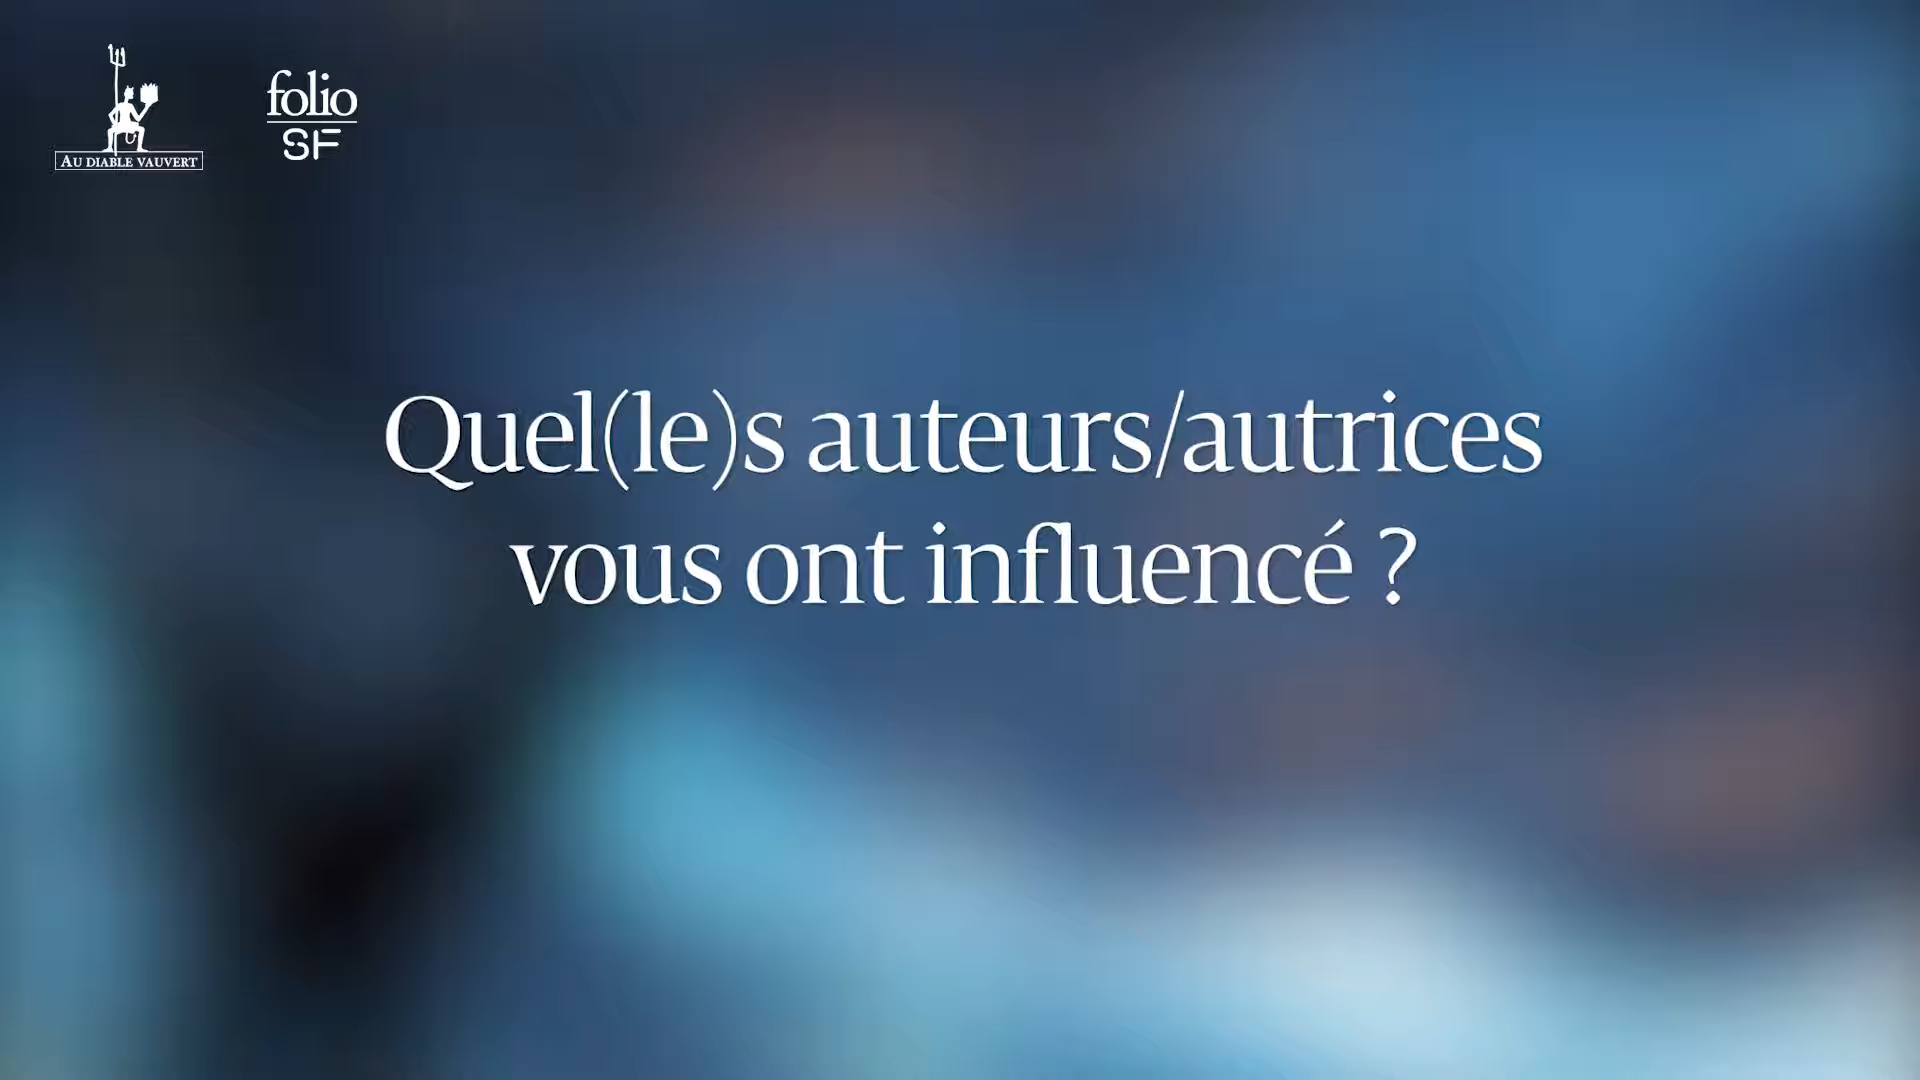 AU DIABLE VAUVERT
folio
SF
Quel(le)s auteurs/autrices
vous ont influencé ?